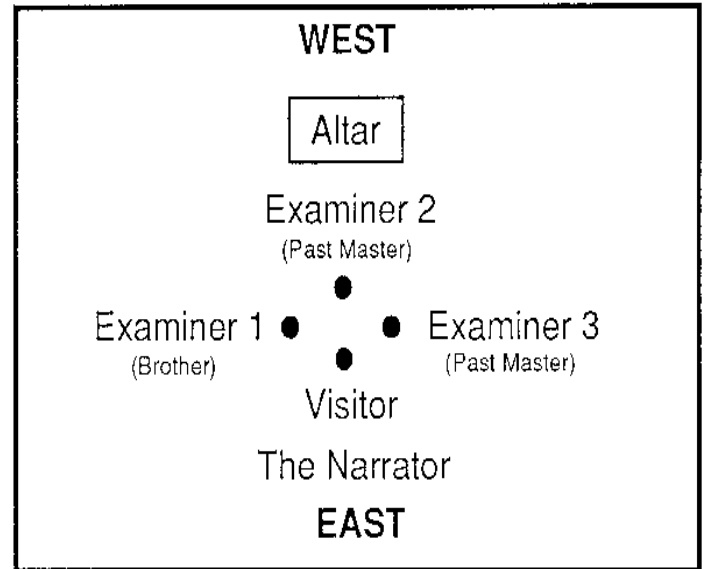 WEST
Altar
Examiner 2
(Past Master)
Examiner 1 Examiner 3
(Brother) (Past Master)
Visitor
The Narrator
EAST